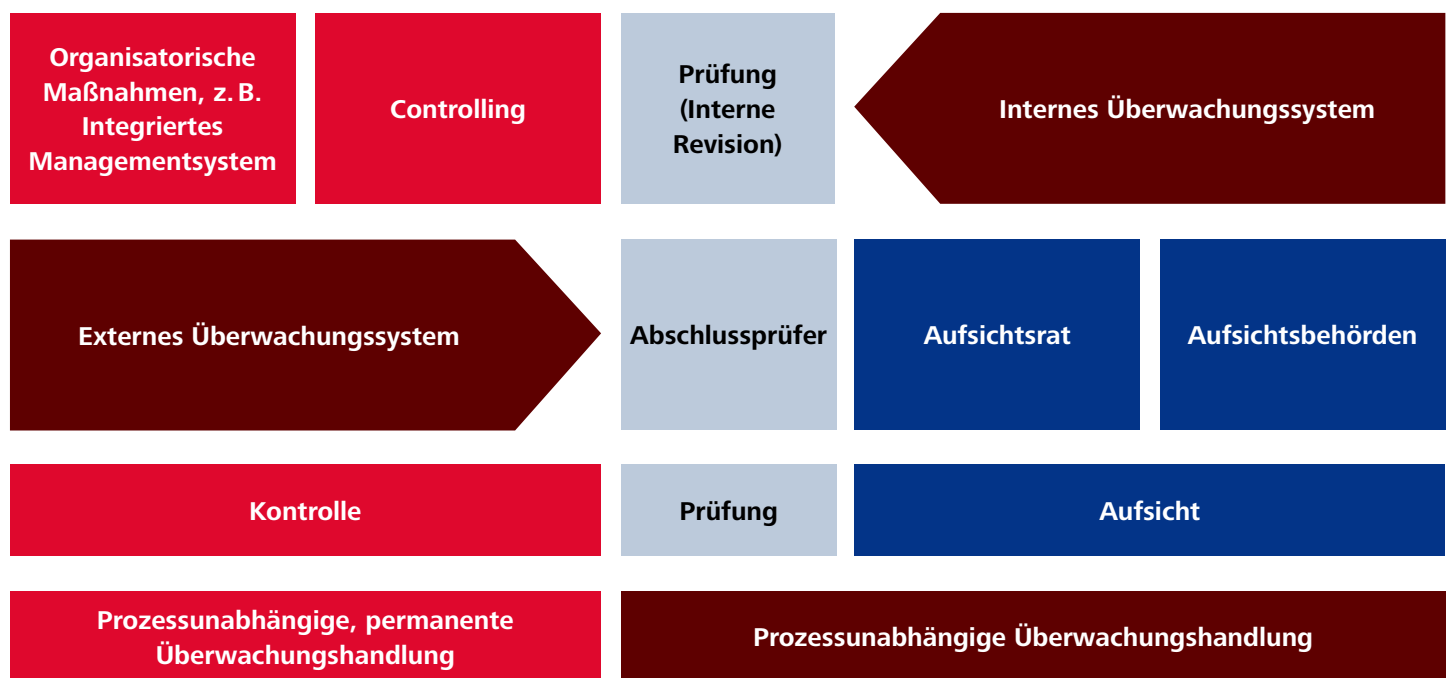 Organisatorische
Maßnahmen, z. B.
Integriertes
Managementsystem
Controlling
Prüfung
(Interne
Revision)
Internes Überwachungssystem
Externes Überwachungssystem
Abschlussprüfer
Aufsichtsrat
Aufsichtsbehörden
Kontrolle
Prüfung
Aufsicht
Prozessunabhängige, permanente
Überwachungshandlung
Prozessunabhängige Überwachungshandlung